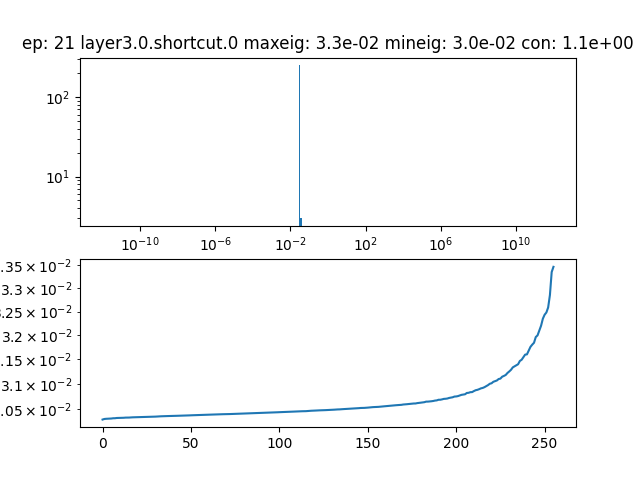 ep: 21 layer3.0.shortcut.0 maxeig: 3.3e-02 mineig: 3.0e-02 con: 1.1e+00
10²
10¹
10⁻¹⁰ 10⁻⁶ 10⁻² 10² 10⁶ 10¹⁰
.35 × 10⁻²
3.3 × 10⁻²
.25 × 10⁻²
3.2 × 10⁻²
.15 × 10⁻²
3.1 × 10⁻²
.05 × 10⁻²
0 50 100 150 200 250